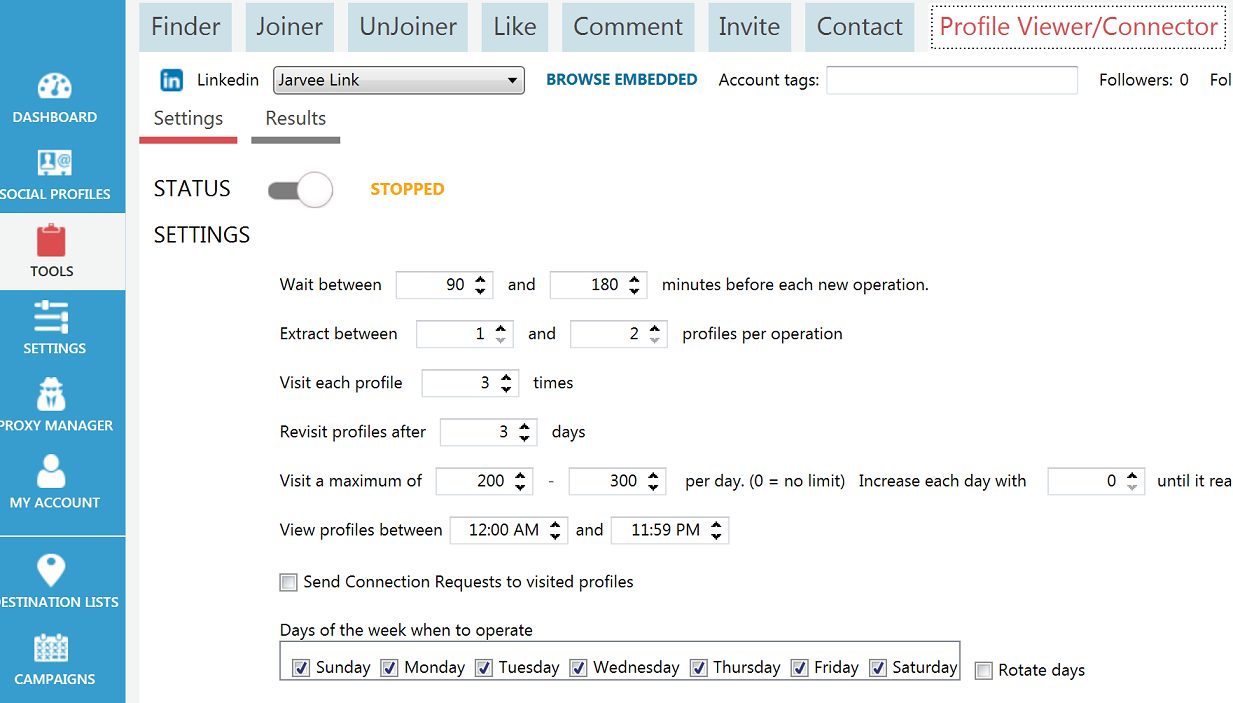 Finder Joiner UnJoiner Like Comment Invite Contact Profile Viewer/Connector
in Linkedin Jarvee Link BROWSE EMBEDDED Account tags: Followers: 0 Fol
Settings Results
STATUS STOPPED
SETTINGS
Wait between 90 and 180 minutes before each new operation.
Extract between 1 and 2 profiles per operation
Visit each profile 3 times
Revisit profiles after 3 days
Visit a maximum of 200 - 300 per day. (0 = no limit) Increase each day with 0 until it rea
View profiles between 12:00 AM and 11:59 PM
Send Connection Requests to visited profiles
Days of the week when to operate
Sunday Monday Tuesday Wednesday Thursday Friday Saturday Rotate days
DASHBOARD
SOCIAL PROFILES
TOOLS
SETTINGS
PROXY MANAGER
MY ACCOUNT
DESTINATION LISTS
CAMPAIGNS